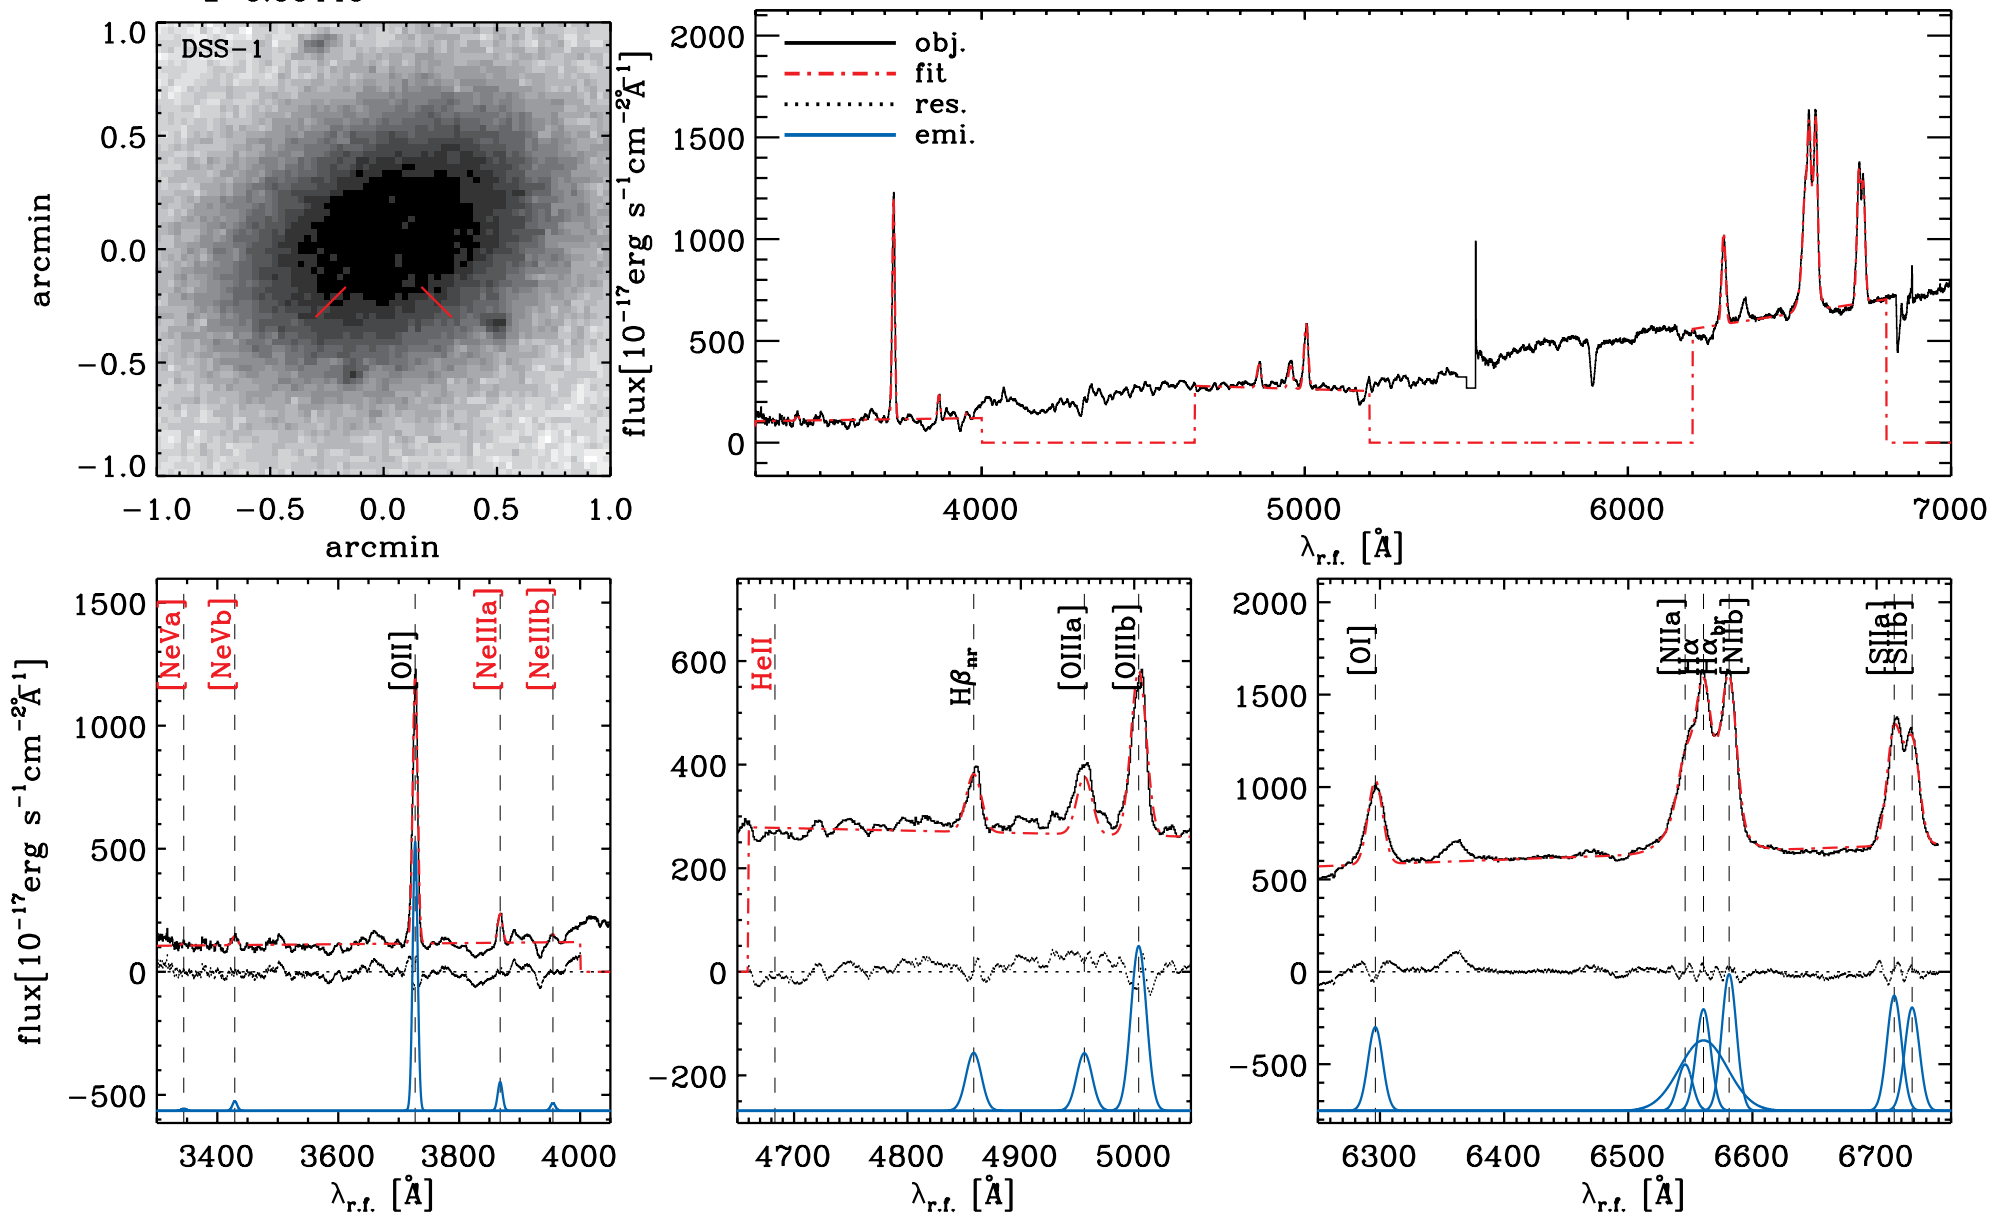 DSS-1
1.0
0.5
0.0
−0.5
−1.0
−1.0 −0.5 0.0 0.5 1.0
arcmin
arcmin
flux[10⁻¹⁷erg s⁻¹cm⁻²Å⁻¹]
obj.
fit
res.
emi.
2000
1500
1000
500
0
4000 5000 6000 7000
λr.f. [Å]
flux[10⁻¹⁷erg s⁻¹cm⁻²Å⁻¹]
1500
1000
500
0
−500
[NeVa] [NeVb] [OII] [NeIIIa] [NeIIIb]
3400 3600 3800 4000
λr.f. [Å]
600
400
200
0
−200
HeII Hβnr [OIIIa] [OIIIb]
4700 4800 4900 5000
λr.f. [Å]
2000
1500
1000
500
0
−500
[OI] [NIIa] Hα Hαbr [NIIb] [SIIa] [SIIb]
6300 6400 6500 6600 6700
λr.f. [Å]